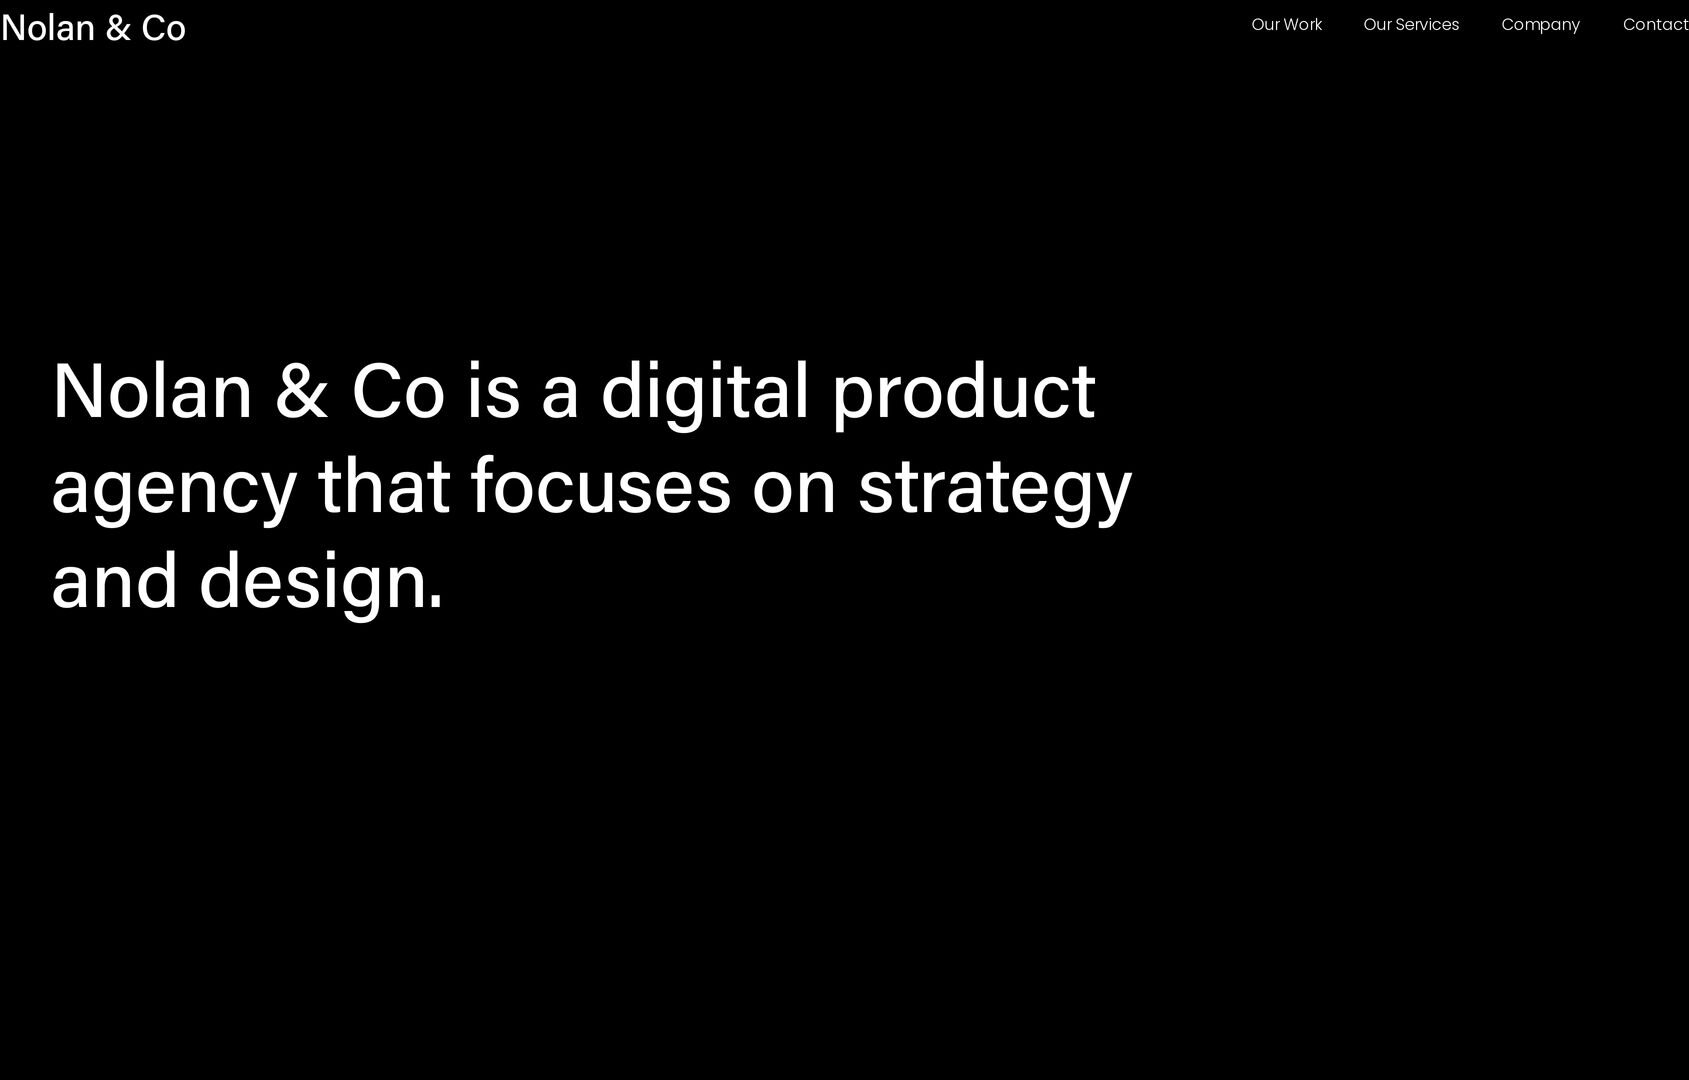 Nolan & Co
Our Work
Our Services
Company
Contact
Nolan & Co is a digital product
agency that focuses on strategy
and design.